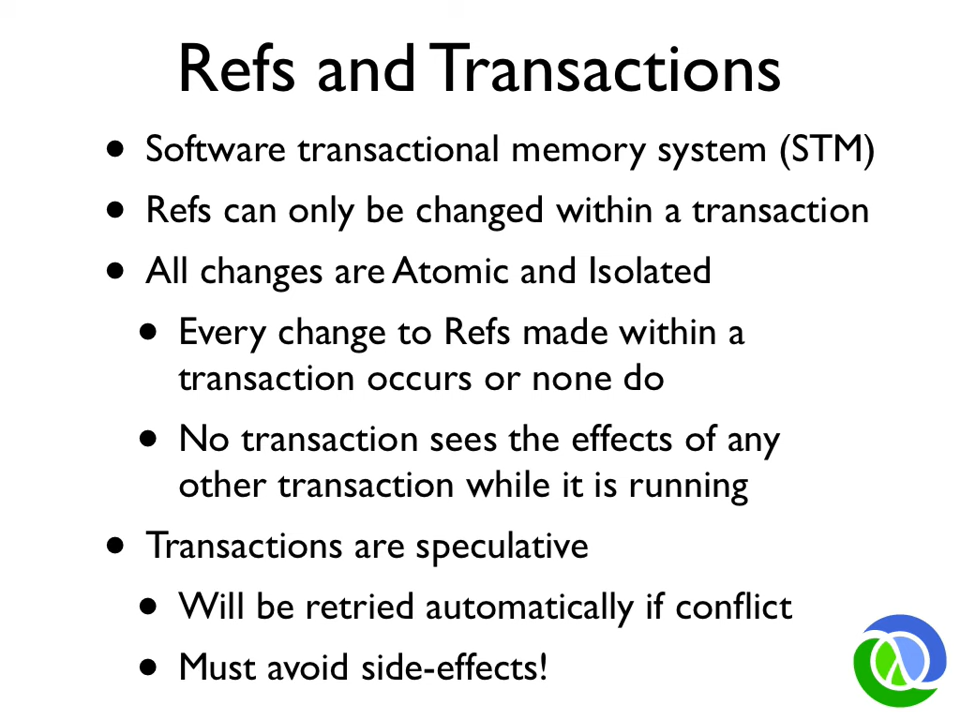 Refs and Transactions
• Software transactional memory system (STM)
• Refs can only be changed within a transaction
• All changes are Atomic and Isolated
• Every change to Refs made within a
transaction occurs or none do
• No transaction sees the effects of any
other transaction while it is running
• Transactions are speculative
• Will be retried automatically if conflict
• Must avoid side-effects!